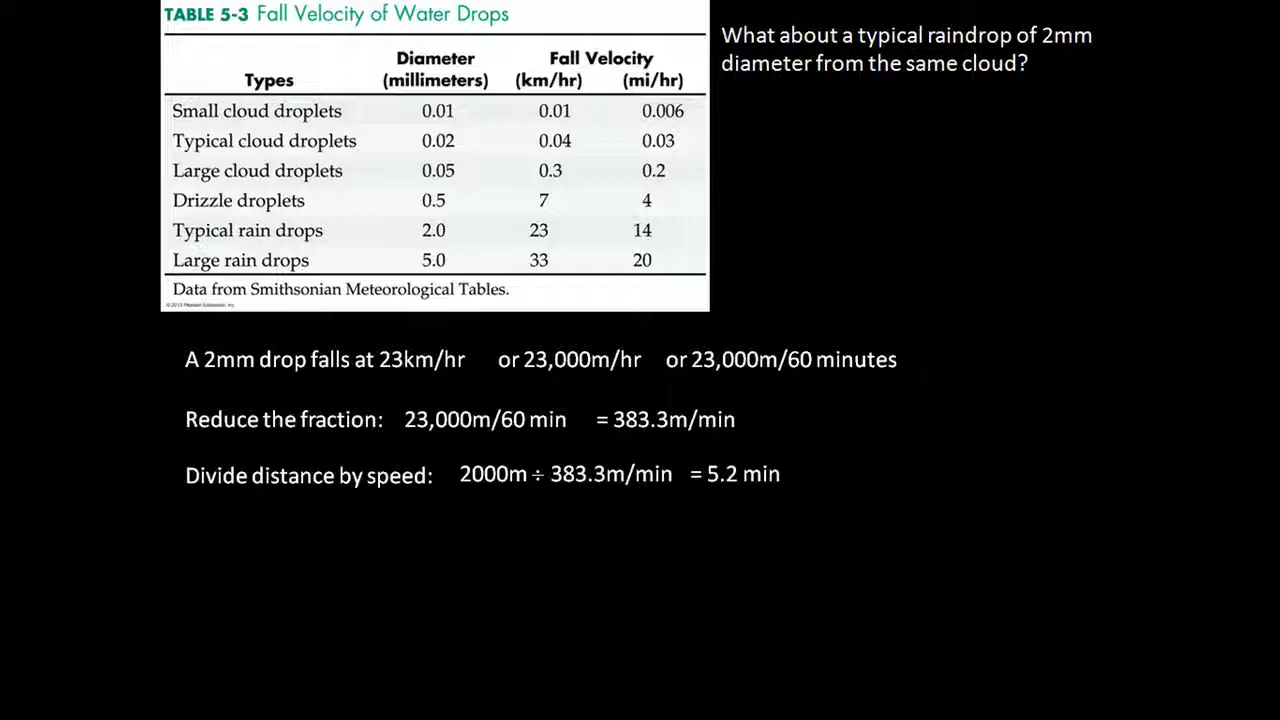 TABLE 5-3 Fall Velocity of Water Drops
What about a typical raindrop of 2mm
diameter from the same cloud?
Diameter Fall Velocity
Types (millimeters) (km/hr) (mi/hr)
Small cloud droplets 0.01 0.01 0.006
Typical cloud droplets 0.02 0.04 0.03
Large cloud droplets 0.05 0.3 0.2
Drizzle droplets 0.5 7 4
Typical rain drops 2.0 23 14
Large rain drops 5.0 33 20
Data from Smithsonian Meteorological Tables.
© 2013 Pearson Education, Inc.
A 2mm drop falls at 23km/hr or 23,000m/hr or 23,000m/60 minutes
Reduce the fraction: 23,000m/60 min = 383.3m/min
Divide distance by speed: 2000m ÷ 383.3m/min = 5.2 min